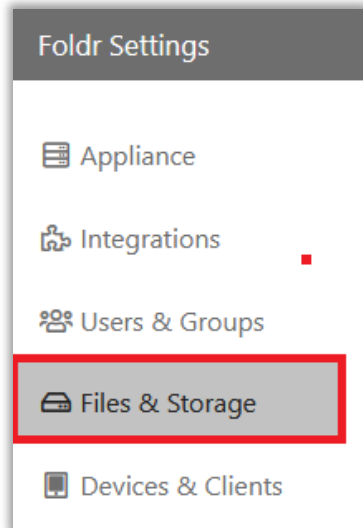 Foldr Settings
Appliance
Integrations
Users & Groups
Files & Storage
Devices & Clients